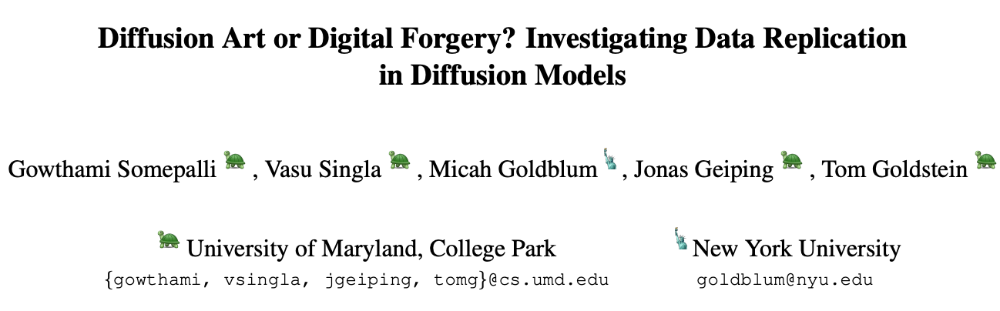 Diffusion Art or Digital Forgery? Investigating Data Replication
in Diffusion Models
Gowthami Somepalli 🐢 , Vasu Singla 🐢 , Micah Goldblum 🗽 , Jonas Geiping 🐢 , Tom Goldstein 🐢
🐢 University of Maryland, College Park 🗽 New York University
{gowthami, vsingla, jgeiping, tomg}@cs.umd.edu goldblum@nyu.edu